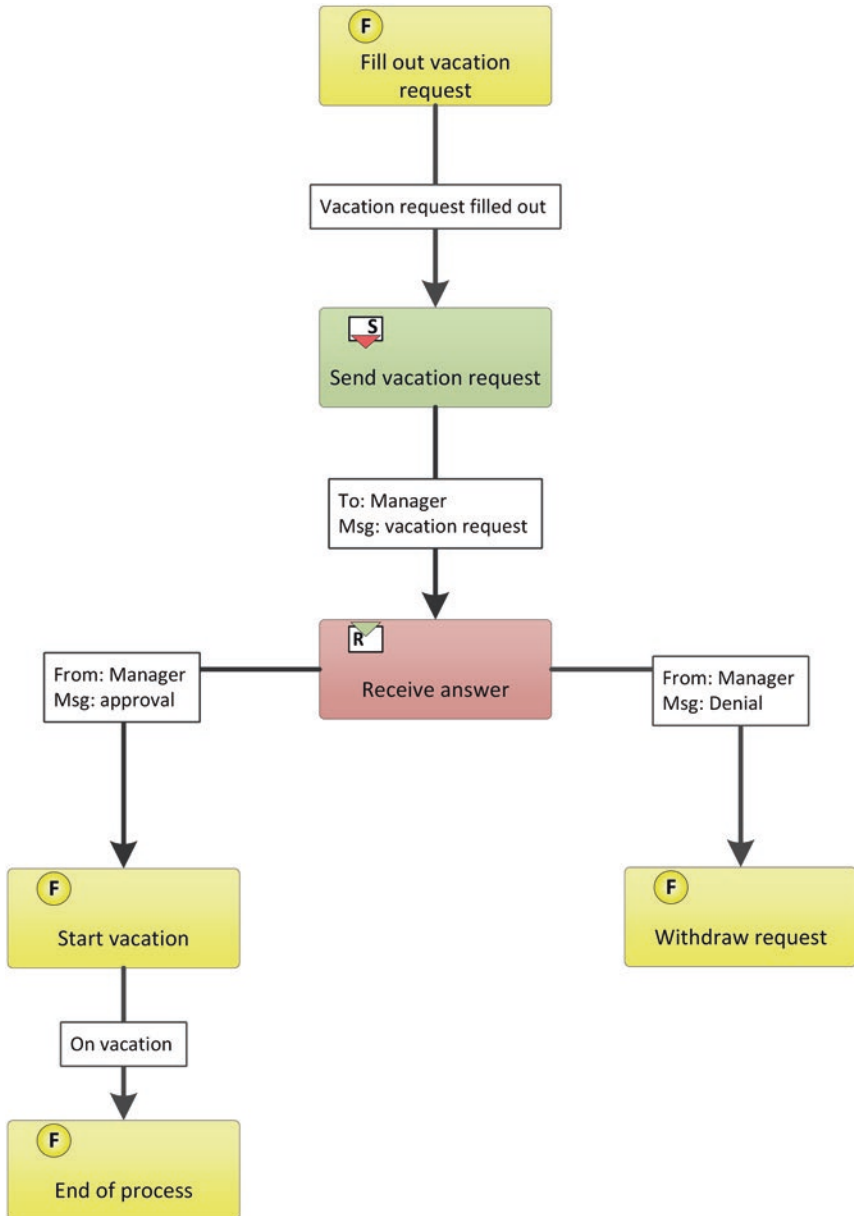 F
Fill out vacation
request
Vacation request filled out
S
Send vacation request
To: Manager
Msg: vacation request
R
Receive answer
From: Manager
Msg: approval
From: Manager
Msg: Denial
F
Start vacation
F
Withdraw request
On vacation
F
End of process